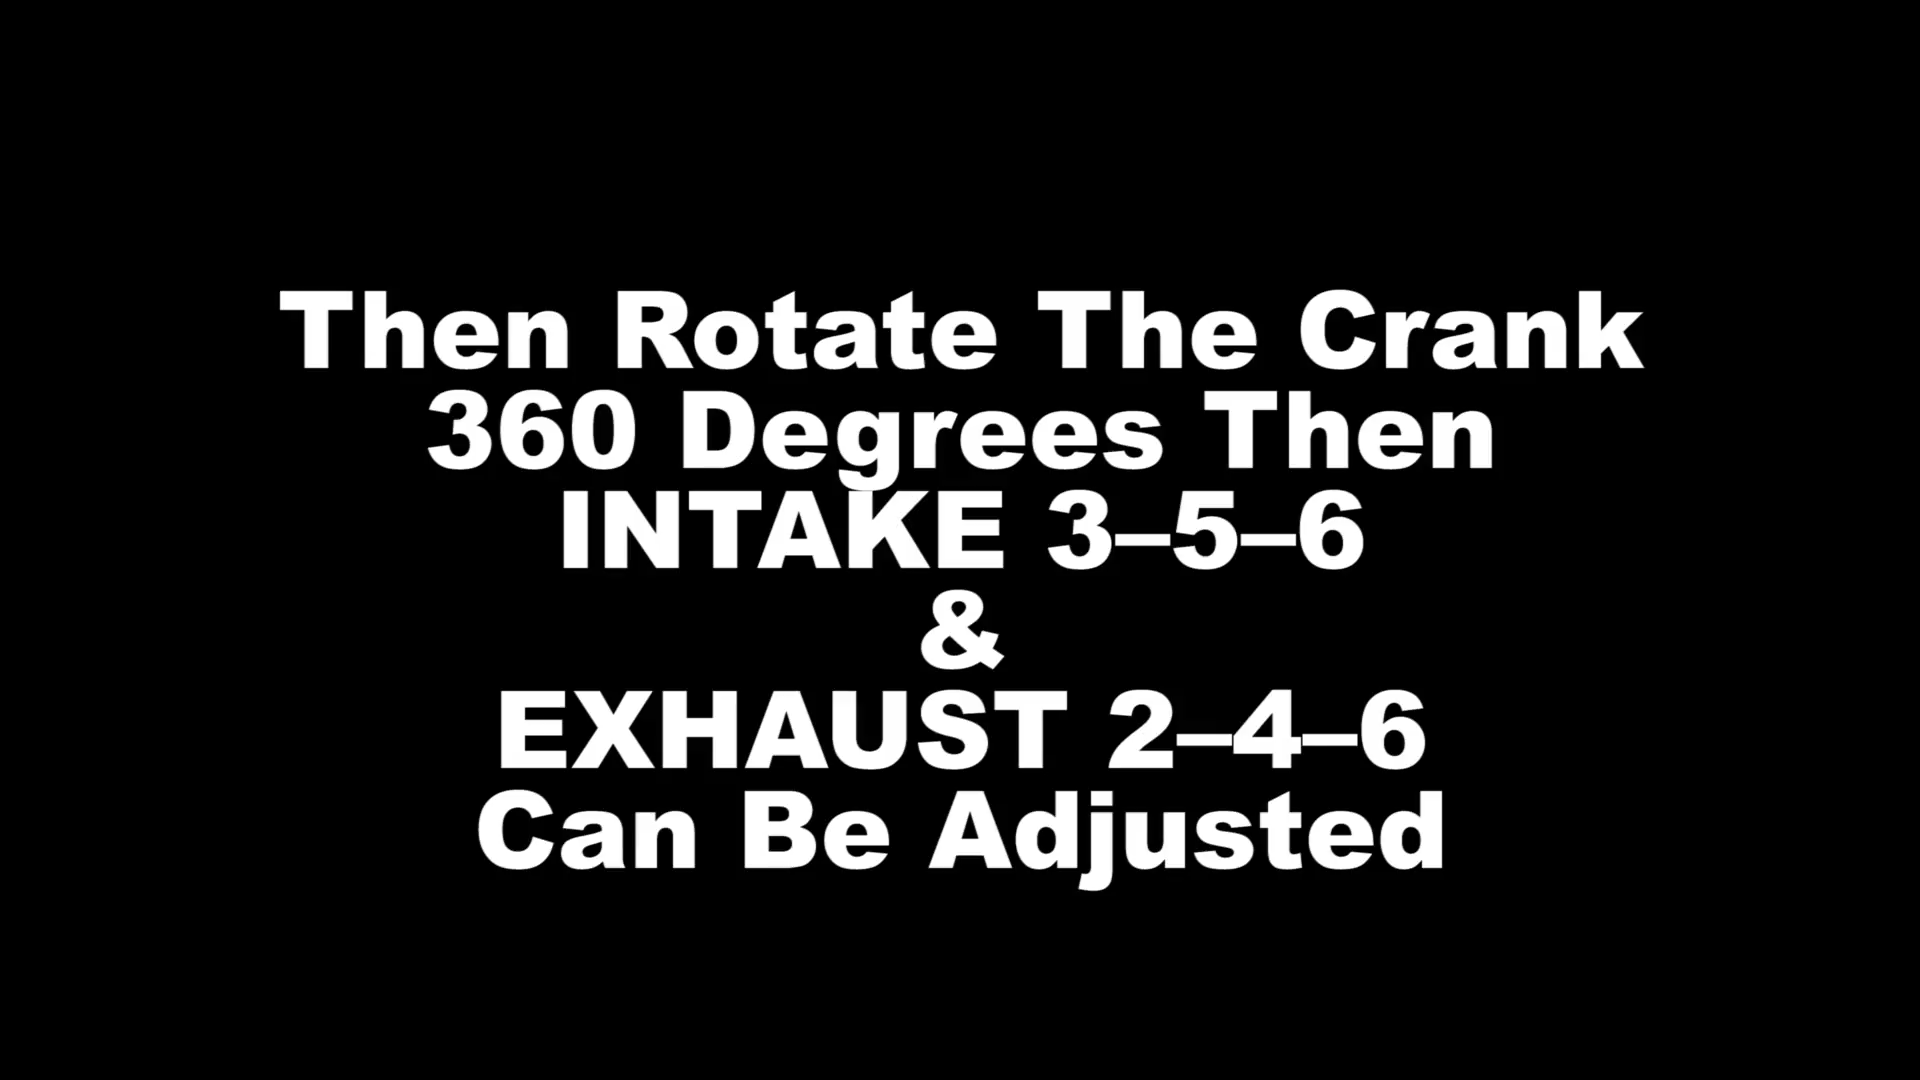 Then Rotate The Crank
360 Degrees Then
INTAKE 3–5–6
&
EXHAUST 2–4–6
Can Be Adjusted